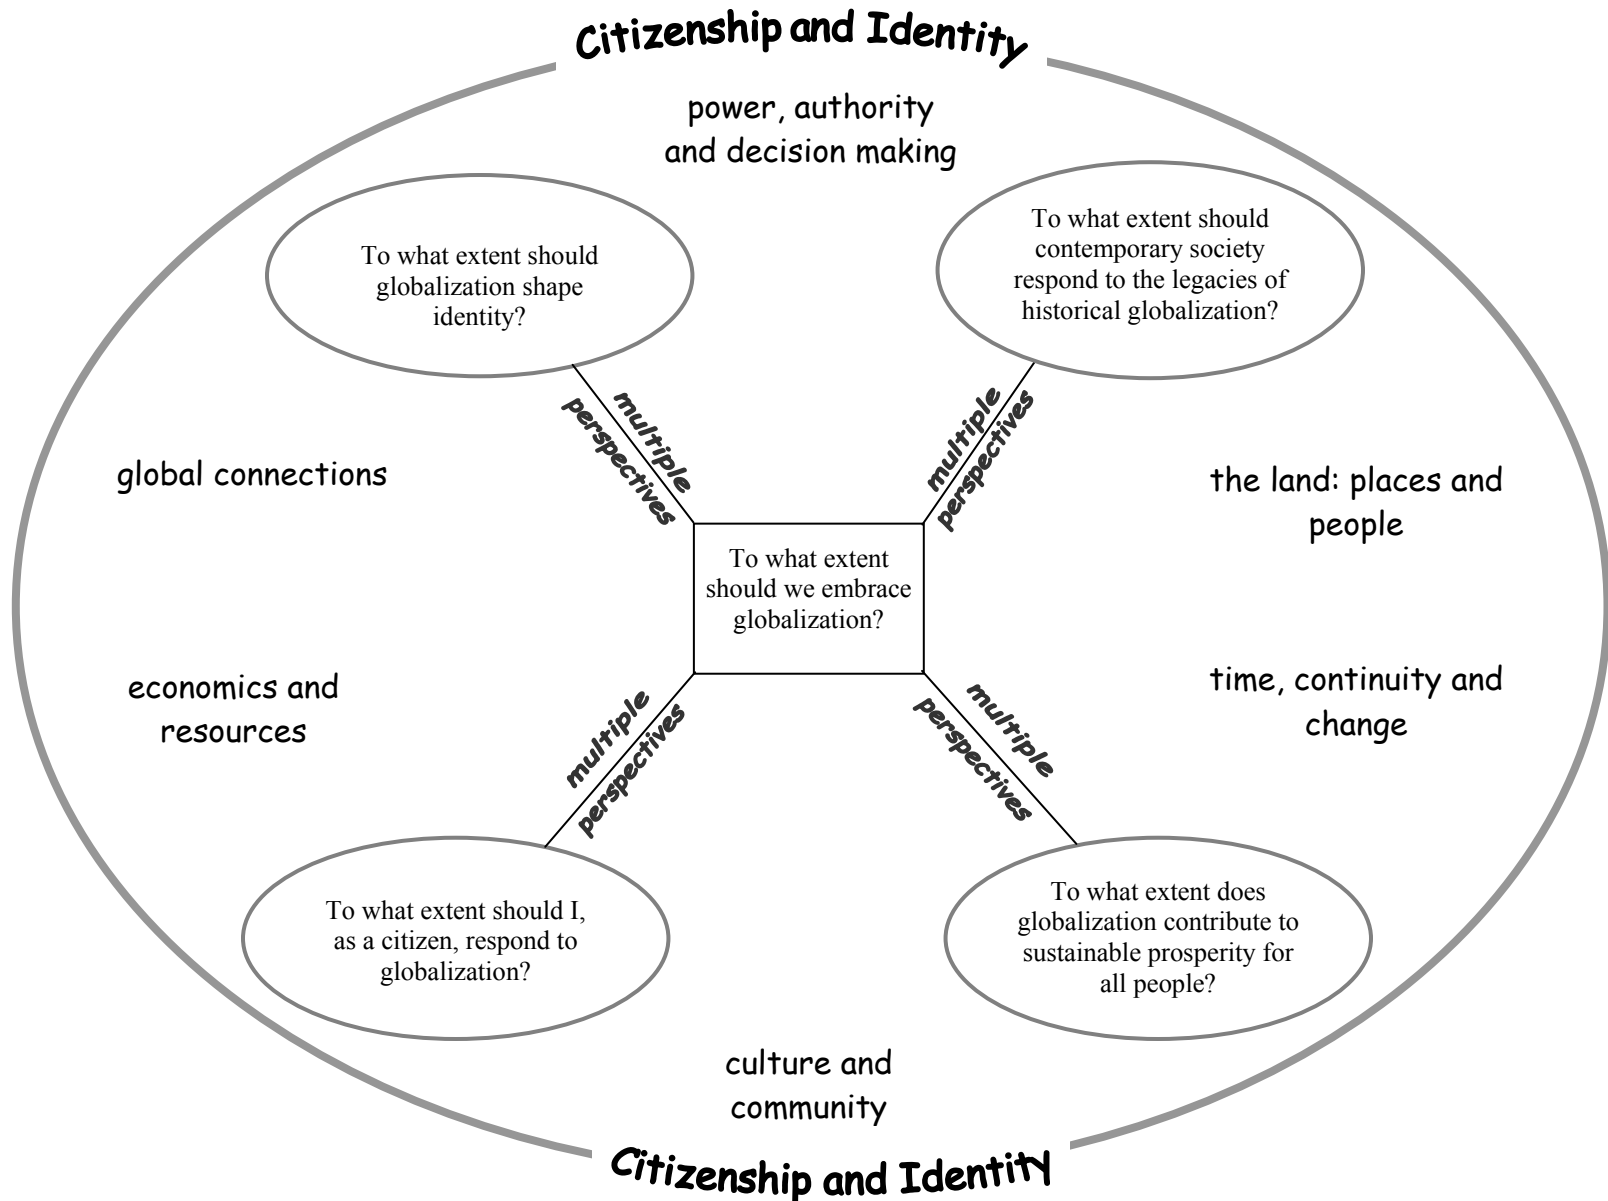 Citizenship and Identity
power, authority
and decision making
To what extent should
globalization shape
identity?
To what extent should
contemporary society
respond to the legacies of
historical globalization?
multiple
perspectives
multiple
perspectives
global connections
the land: places and
people
To what extent
should we embrace
globalization?
economics and
resources
time, continuity and
change
multiple
perspectives
multiple
perspectives
To what extent should I,
as a citizen, respond to
globalization?
To what extent does
globalization contribute to
sustainable prosperity for
all people?
culture and
community
Citizenship and Identity